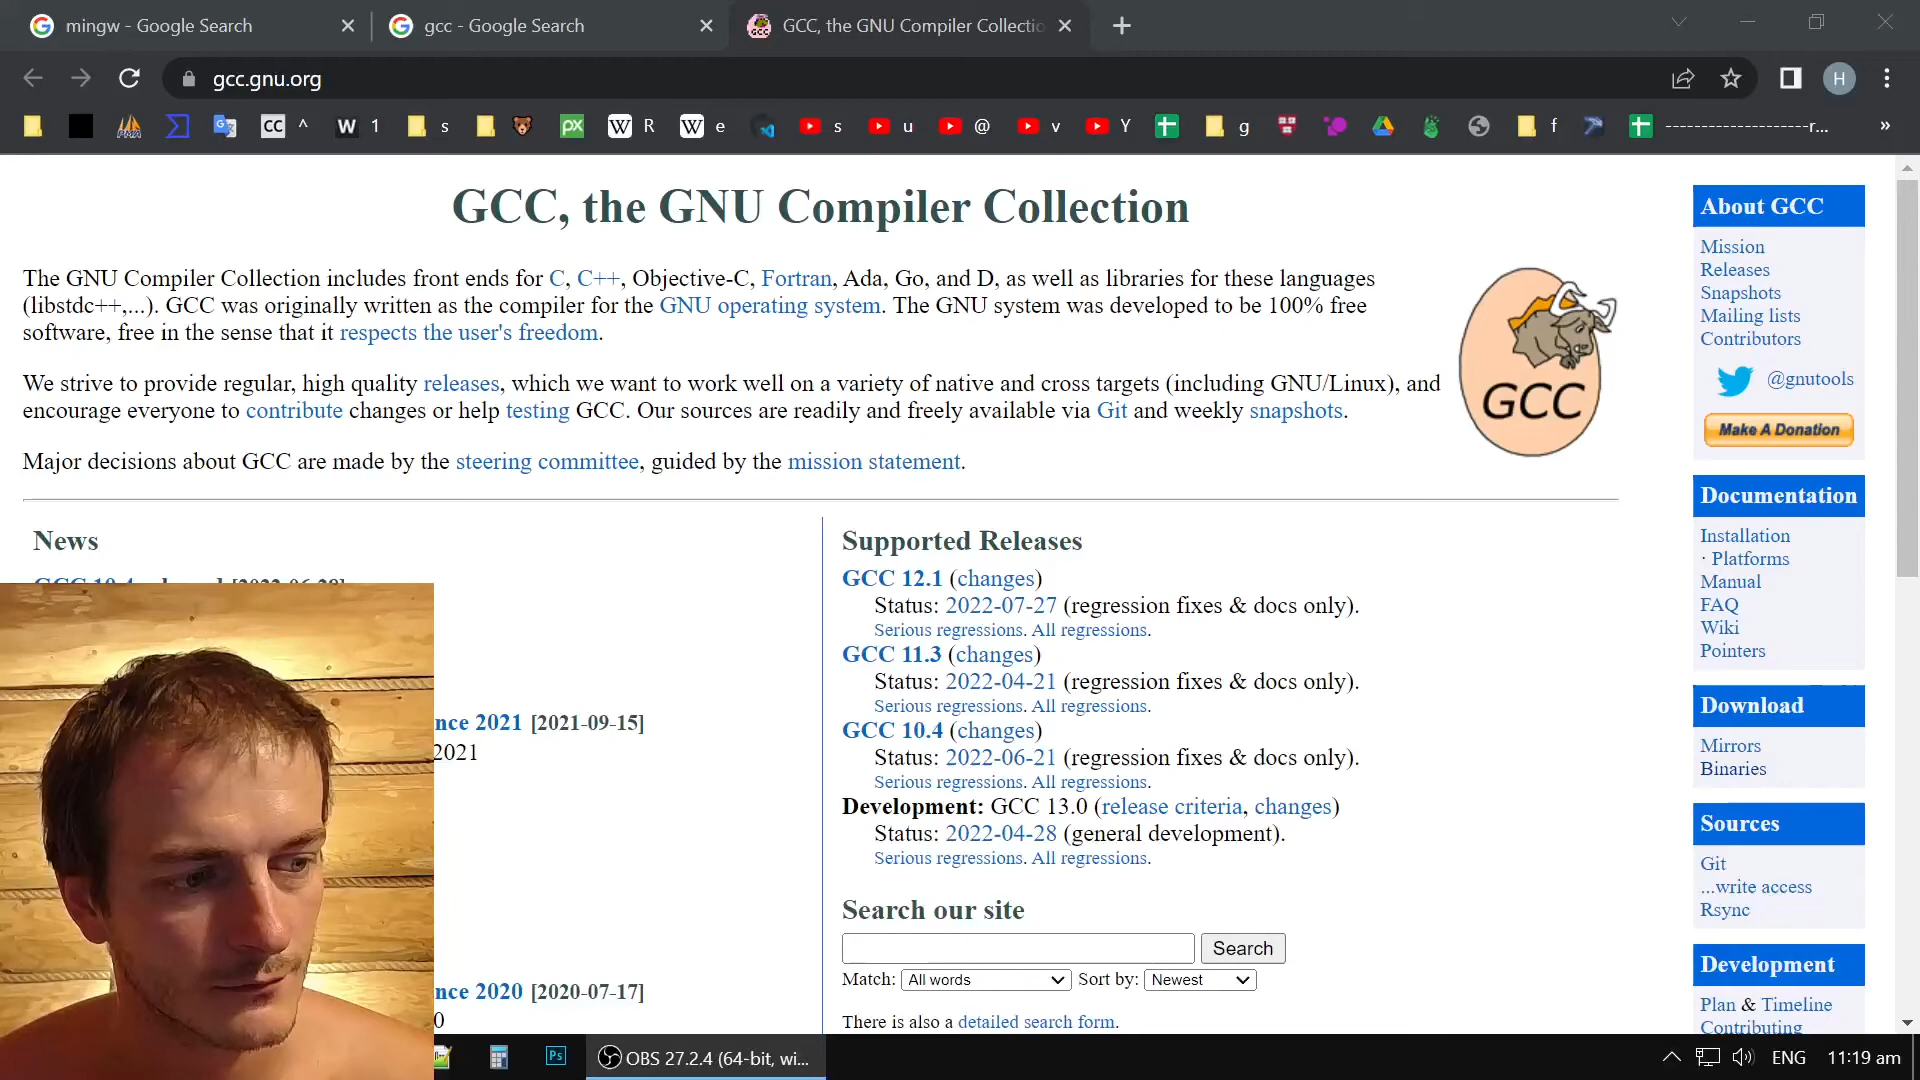 mingw - Google Search
gcc - Google Search
GCC, the GNU Compiler Collectio
gcc.gnu.org
H
CC ^ W 1 s px W R W e s u @ v Y g f --------------------r... »
GCC, the GNU Compiler Collection
The GNU Compiler Collection includes front ends for C, C++, Objective-C, Fortran, Ada, Go, and D, as well as libraries for these languages
(libstdc++,...). GCC was originally written as the compiler for the GNU operating system. The GNU system was developed to be 100% free
software, free in the sense that it respects the user's freedom.
We strive to provide regular, high quality releases, which we want to work well on a variety of native and cross targets (including GNU/Linux), and
encourage everyone to contribute changes or help testing GCC. Our sources are readily and freely available via Git and weekly snapshots.
Major decisions about GCC are made by the steering committee, guided by the mission statement.
GCC
News
nce 2021 [2021-09-15]
2021
nce 2020 [2020-07-17]
0
Supported Releases
GCC 12.1 (changes)
Status: 2022-07-27 (regression fixes & docs only).
Serious regressions. All regressions.
GCC 11.3 (changes)
Status: 2022-04-21 (regression fixes & docs only).
Serious regressions. All regressions.
GCC 10.4 (changes)
Status: 2022-06-21 (regression fixes & docs only).
Serious regressions. All regressions.
Development: GCC 13.0 (release criteria, changes)
Status: 2022-04-28 (general development).
Serious regressions. All regressions.
Search our site
Search
Match: All words Sort by: Newest
There is also a detailed search form.
About GCC
Mission
Releases
Snapshots
Mailing lists
Contributors
@gnutools
Make A Donation
Documentation
Installation
· Platforms
Manual
FAQ
Wiki
Pointers
Download
Mirrors
Binaries
Sources
Git
...write access
Rsync
Development
Plan & Timeline
Contributing
Ps
OBS 27.2.4 (64-bit, wi...
ENG
11:19 am